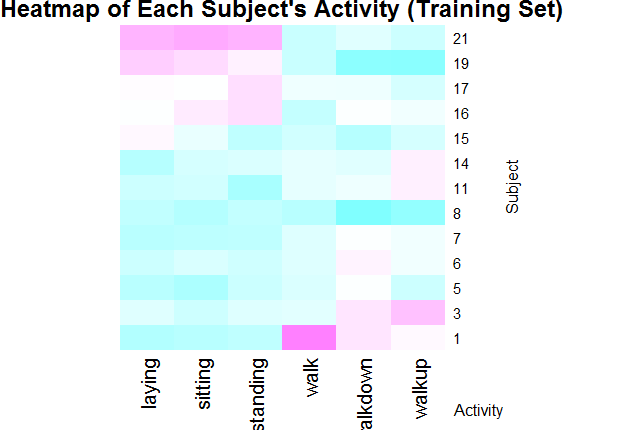 Heatmap of Each Subject's Activity (Training Set)
21
19
17
16
15
14
11
8
7
6
5
3
1
Subject
laying
sitting
standing
walk
alkdown
walkup
Activity